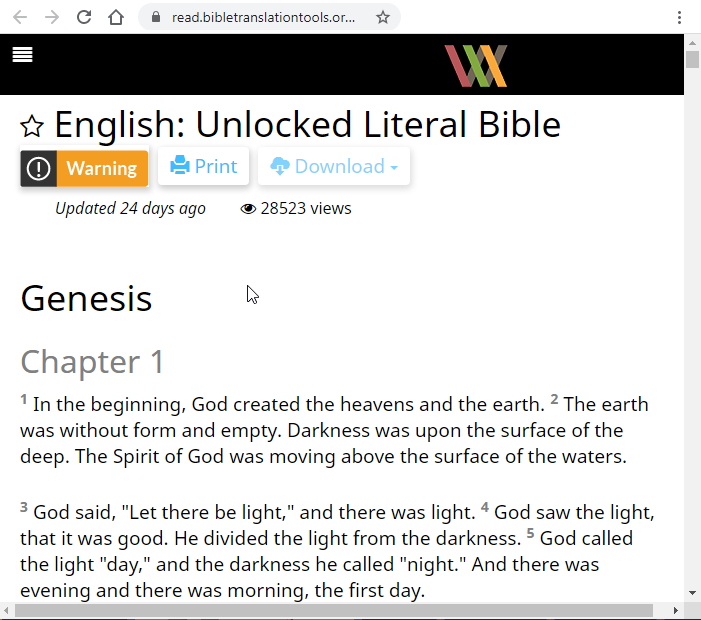 read.bibletranslationtools.or...
English: Unlocked Literal Bible
Warning Print Download
Updated 24 days ago 28523 views
Genesis
Chapter 1
1 In the beginning, God created the heavens and the earth. 2 The earth
was without form and empty. Darkness was upon the surface of the
deep. The Spirit of God was moving above the surface of the waters.
3 God said, "Let there be light," and there was light. 4 God saw the light,
that it was good. He divided the light from the darkness. 5 God called
the light "day," and the darkness he called "night." And there was
evening and there was morning, the first day.